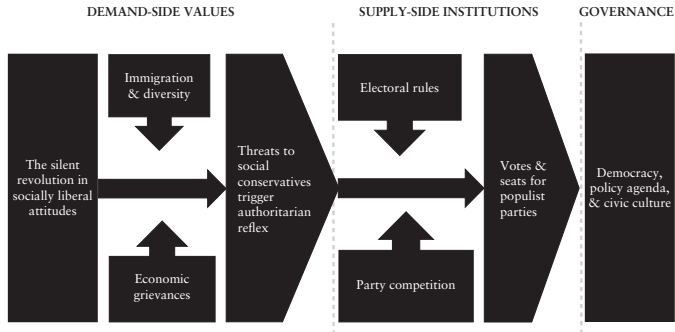 DEMAND-SIDE VALUES
SUPPLY-SIDE INSTITUTIONS
GOVERNANCE
The silent
revolution in
socially liberal
attitudes
Immigration
& diversity
Economic
grievances
Threats to
social
conservatives
trigger
authoritarian
reflex
Electoral rules
Party competition
Votes &
seats for
populist
parties
Democracy,
policy agenda,
& civic culture